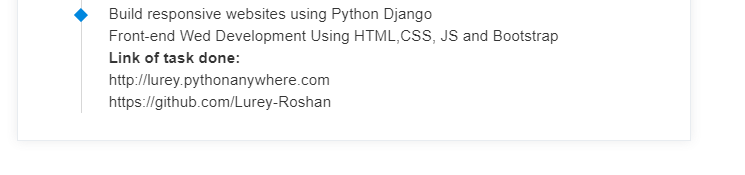 Build responsive websites using Python Django
Front-end Wed Development Using HTML,CSS, JS and Bootstrap
Link of task done:
http://lurey.pythonanywhere.com
https://github.com/Lurey-Roshan